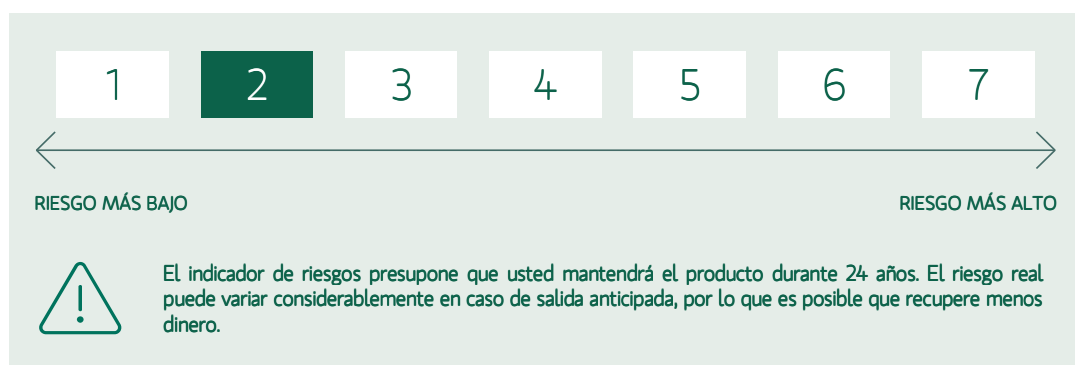 1 2 3 4 5 6 7
RIESGO MÁS BAJO RIESGO MÁS ALTO
El indicador de riesgos presupone que usted mantendrá el producto durante 24 años. El riesgo real
puede variar considerablemente en caso de salida anticipada, por lo que es posible que recupere menos
dinero.